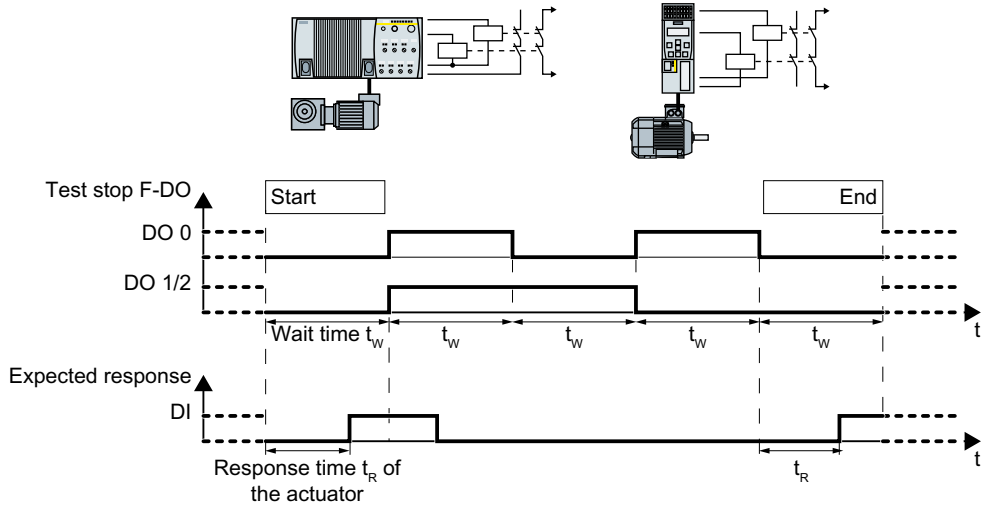 Test stop F-DO
Start
End
DO 0
DO 1/2
Wait time tW
tW
tW
tW
tW
t
Expected response
DI
t
Response time tR of
the actuator
tR